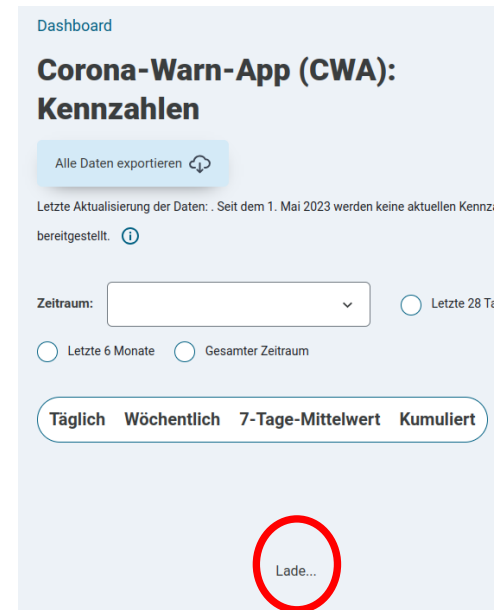 Dashboard
Corona-Warn-App (CWA):
Kennzahlen
Alle Daten exportieren
Letzte Aktualisierung der Daten: . Seit dem 1. Mai 2023 werden keine aktuellen Kennza
bereitgestellt.
Zeitraum:
Letzte 28 Ta
Letzte 6 Monate Gesamter Zeitraum
Täglich Wöchentlich 7-Tage-Mittelwert Kumuliert
Lade...